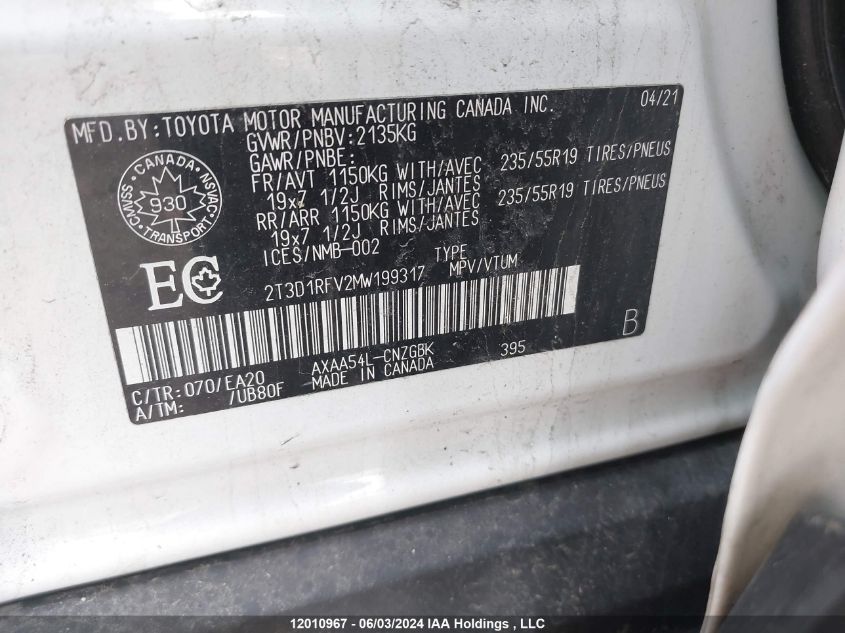 MFD.BY:TOYOTA MOTOR MANUFACTURING CANADA INC. 04/21
GVWR/PNBV:2135KG
GAWR/PNBE:
FR/AVT 1150KG WITH/AVEC 235/55R19 TIRES/PNEUS
19x7 1/2J RIMS/JANTES
RR/ARR 1150KG WITH/AVEC 235/55R19 TIRES/PNEUS
19x7 1/2J RIMS/JANTES
ICES/NMB-002 TYPE
2T3D1RFV2MW199317 MPV/VTUM
CANADA
CMVSS NSVAC
930
TRANSPORT
EC
B
C/TR:070/EA20 AXAA54L-CNZGBK 395
A/TM: /UB80F MADE IN CANADA
12010967 - 06/03/2024 IAA Holdings , LLC